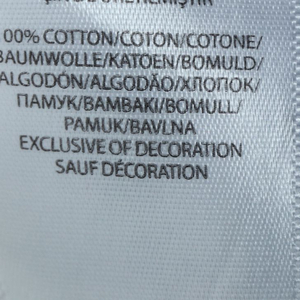 00% COTTON/COTON/COTONE/
BAUMWOLLE/KATOEN/BOMULD/
ALGODÓN/ALGODÃO/ХЛОПОК/
ПАМУК/ΒΑΜΒΑΚΙ/BOMULL/
PAMUK/BAVLNA
EXCLUSIVE OF DECORATION
SAUF DÉCORATION